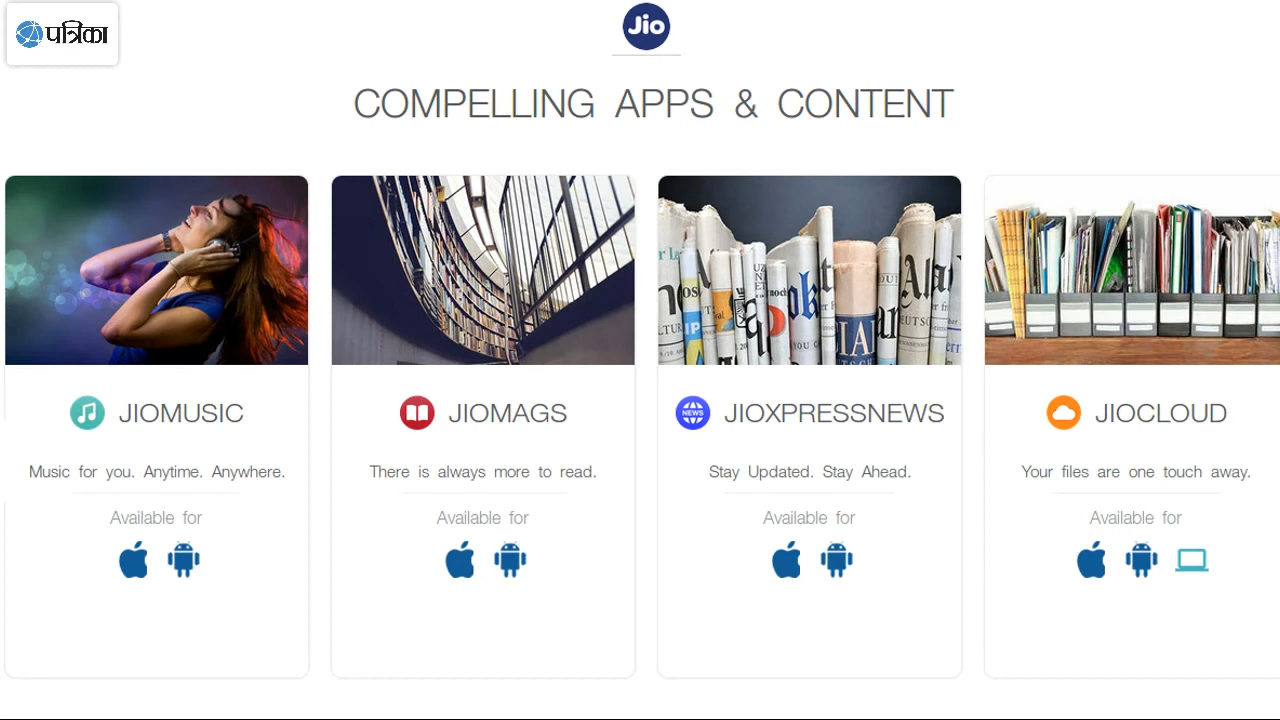 पत्रिका
Jio
COMPELLING APPS & CONTENT
JIOMUSIC
Music for you. Anytime. Anywhere.
Available for
JIOMAGS
There is always more to read.
Available for
NEWS
JIOXPRESSNEWS
Stay Updated. Stay Ahead.
Available for
JIOCLOUD
Your files are one touch away.
Available for